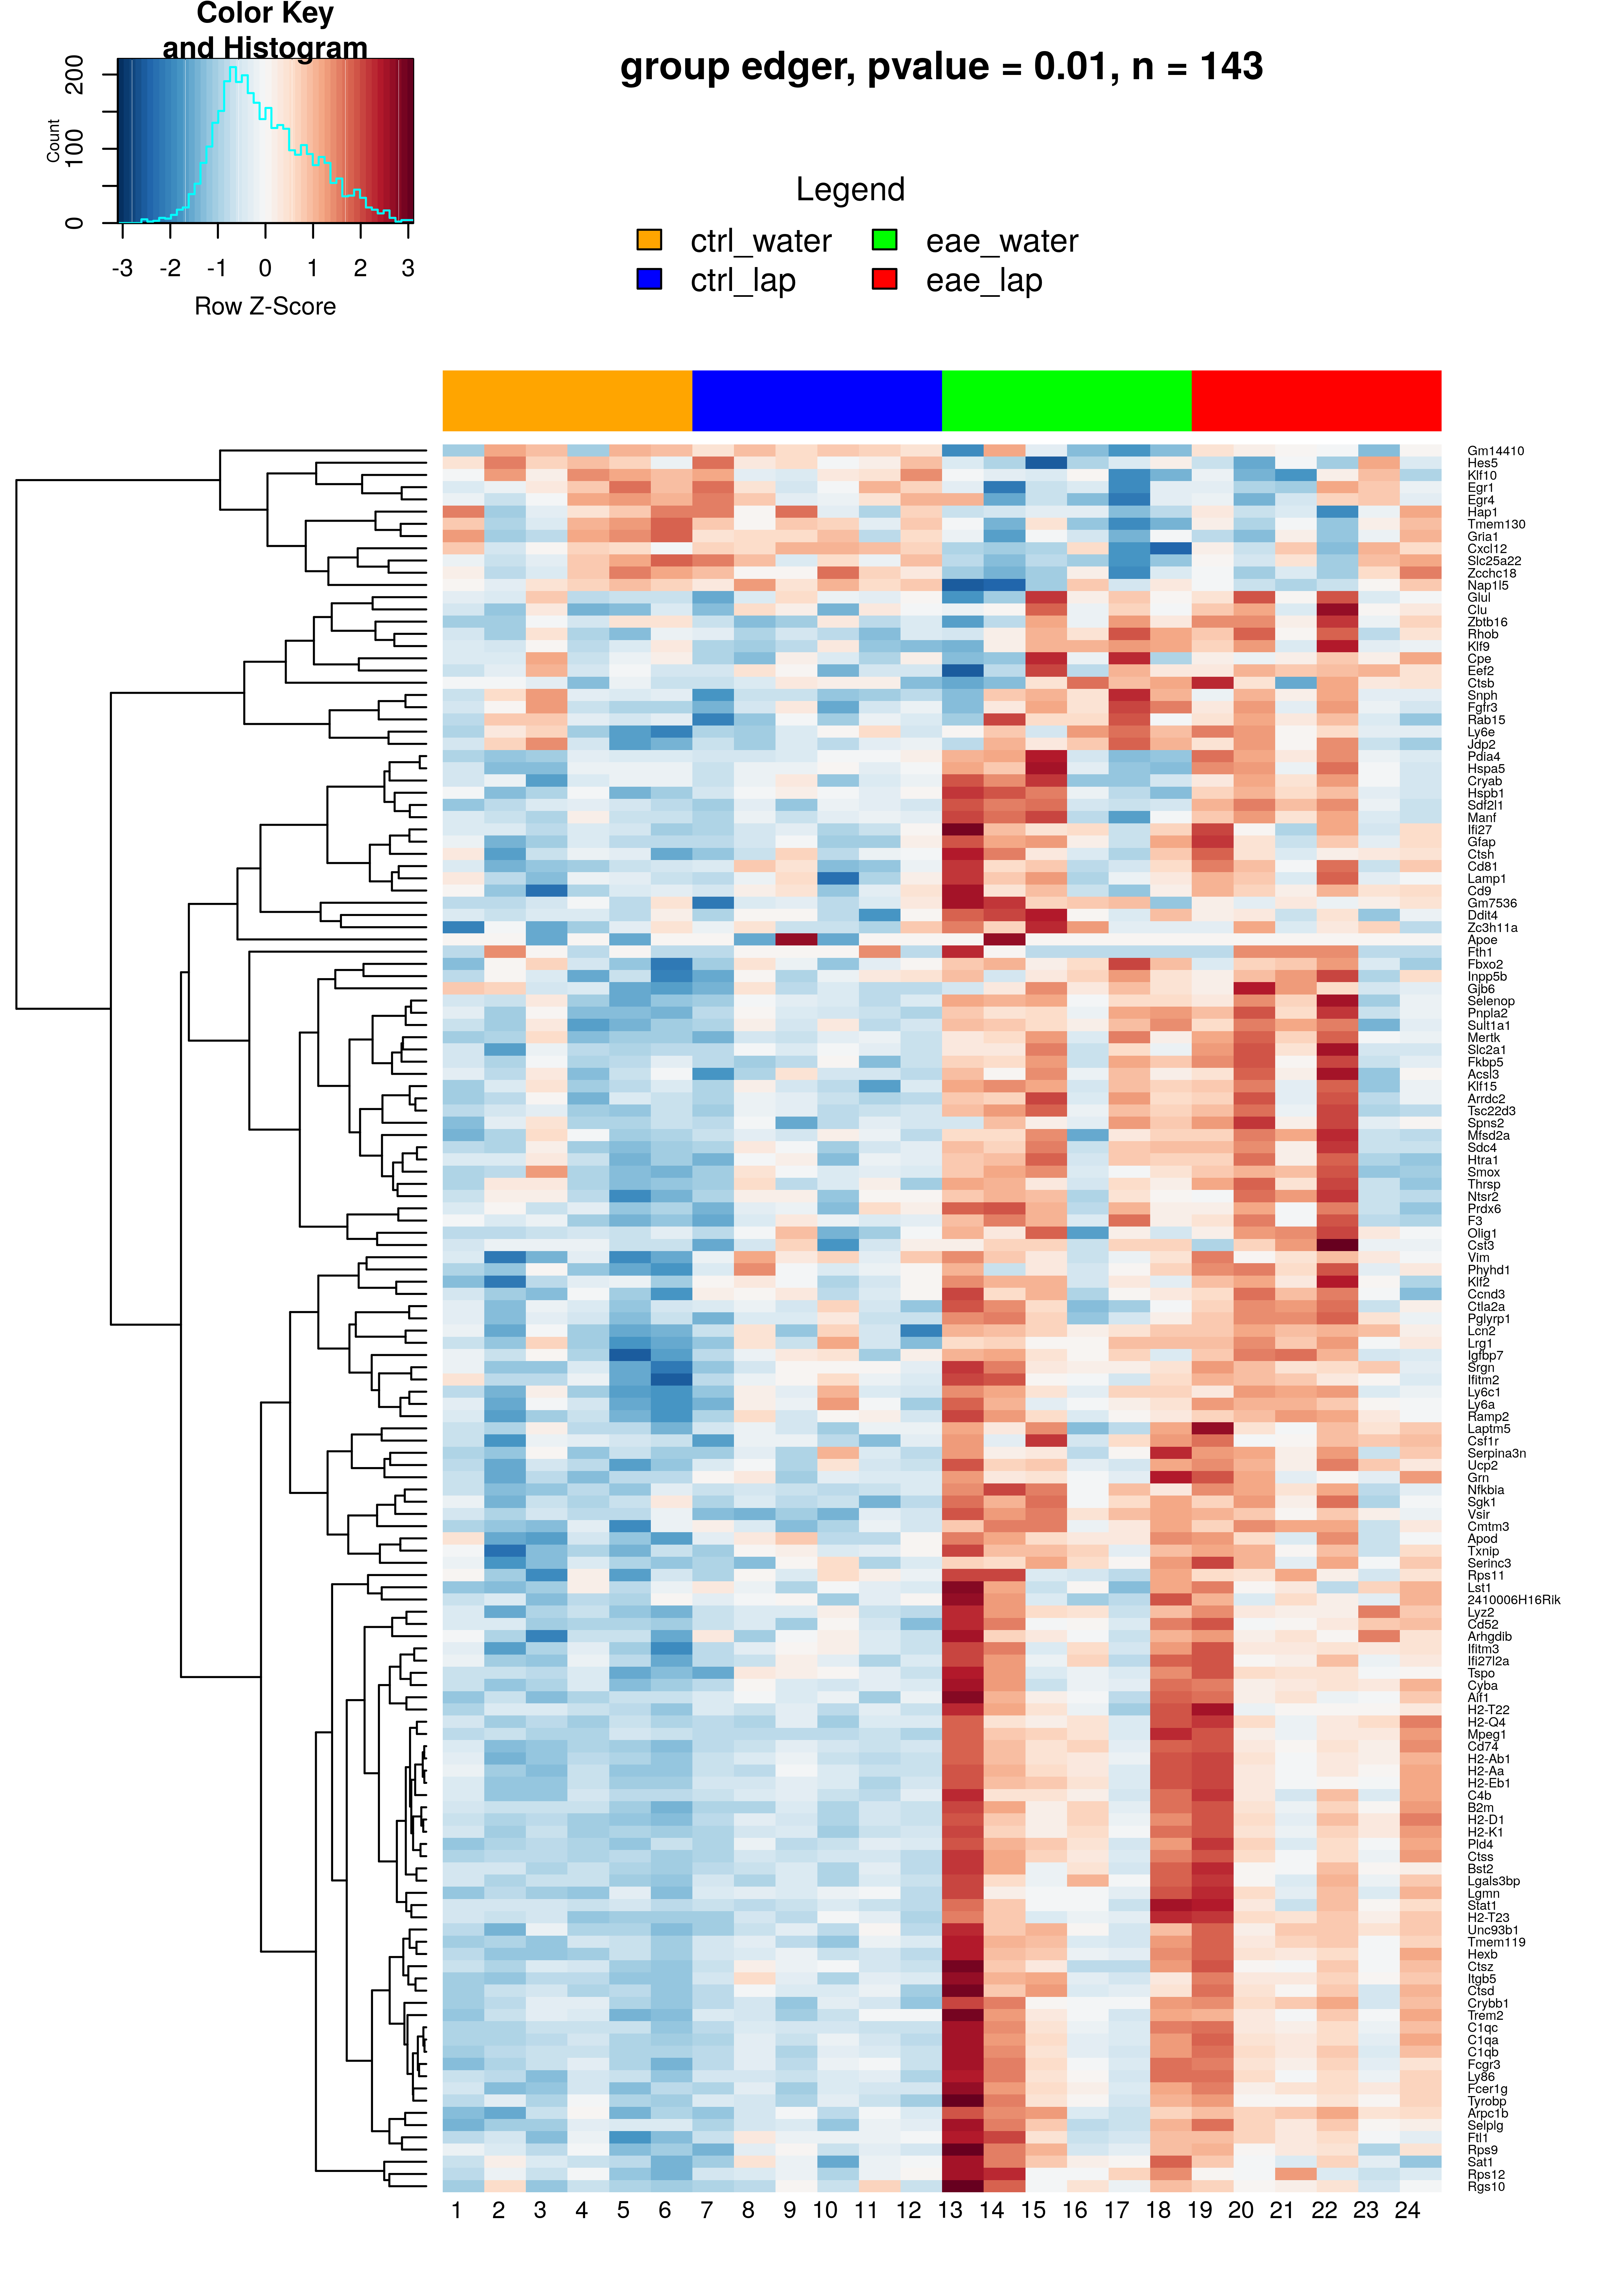 Color Key
and Histogram
group edger, pvalue = 0.01, n = 143
Count
0
100
200
-3 -2 -1 0 1 2 3
Row Z-Score
Legend
ctrl_water eae_water
ctrl_lap eae_lap
Gm14410
Hes5
Klf10
Egr1
Egr4
Hap1
Tmem130
Gria1
Cxcl12
Slc25a22
Zcchc18
Nap1l5
Glul
Clu
Zbtb16
Rhob
Klf9
Cpe
Eef2
Ctsb
Snph
Fgfr3
Rab15
Ly6e
Jdp2
Pdia4
Hspa5
Cryab
Hspb1
Sdf2l1
Manf
Ifi27
Gfap
Ctsh
Cd81
Lamp1
Cd9
Gm7536
Ddit4
Zc3h11a
Apoe
Fth1
Fbxo2
Inpp5b
Gjb6
Selenop
Pnpla2
Sult1a1
Mertk
Slc2a1
Fkbp5
Acsl3
Klf15
Arrdc2
Tsc22d3
Spns2
Mfsd2a
Sdc4
Htra1
Smox
Thrsp
Ntsr2
Prdx6
F3
Olig1
Cst3
Vim
Phyhd1
Klf2
Ccnd3
Ctla2a
Pglyrp1
Lcn2
Lrg1
Igfbp7
Srgn
Ifitm2
Ly6c1
Ly6a
Ramp2
Laptm5
Csf1r
Serpina3n
Ucp2
Grn
Nfkbia
Sgk1
Vsir
Cmtm3
Apod
Txnip
Serinc3
Rps11
Lst1
2410006H16Rik
Lyz2
Cd52
Arhgdib
Ifitm3
Ifi27l2a
Tspo
Cyba
Aif1
H2-T22
H2-Q4
Mpeg1
Cd74
H2-Ab1
H2-Aa
H2-Eb1
C4b
B2m
H2-D1
H2-K1
Pld4
Ctss
Bst2
Lgals3bp
Lgmn
Stat1
H2-T23
Unc93b1
Tmem119
Hexb
Ctsz
Itgb5
Ctsd
Crybb1
Trem2
C1qc
C1qa
C1qb
Fcgr3
Ly86
Fcer1g
Tyrobp
Arpc1b
Selplg
Ftl1
Rps9
Sat1
Rps12
Rgs10
1 2 3 4 5 6 7 8 9 10 11 12 13 14 15 16 17 18 19 20 21 22 23 24